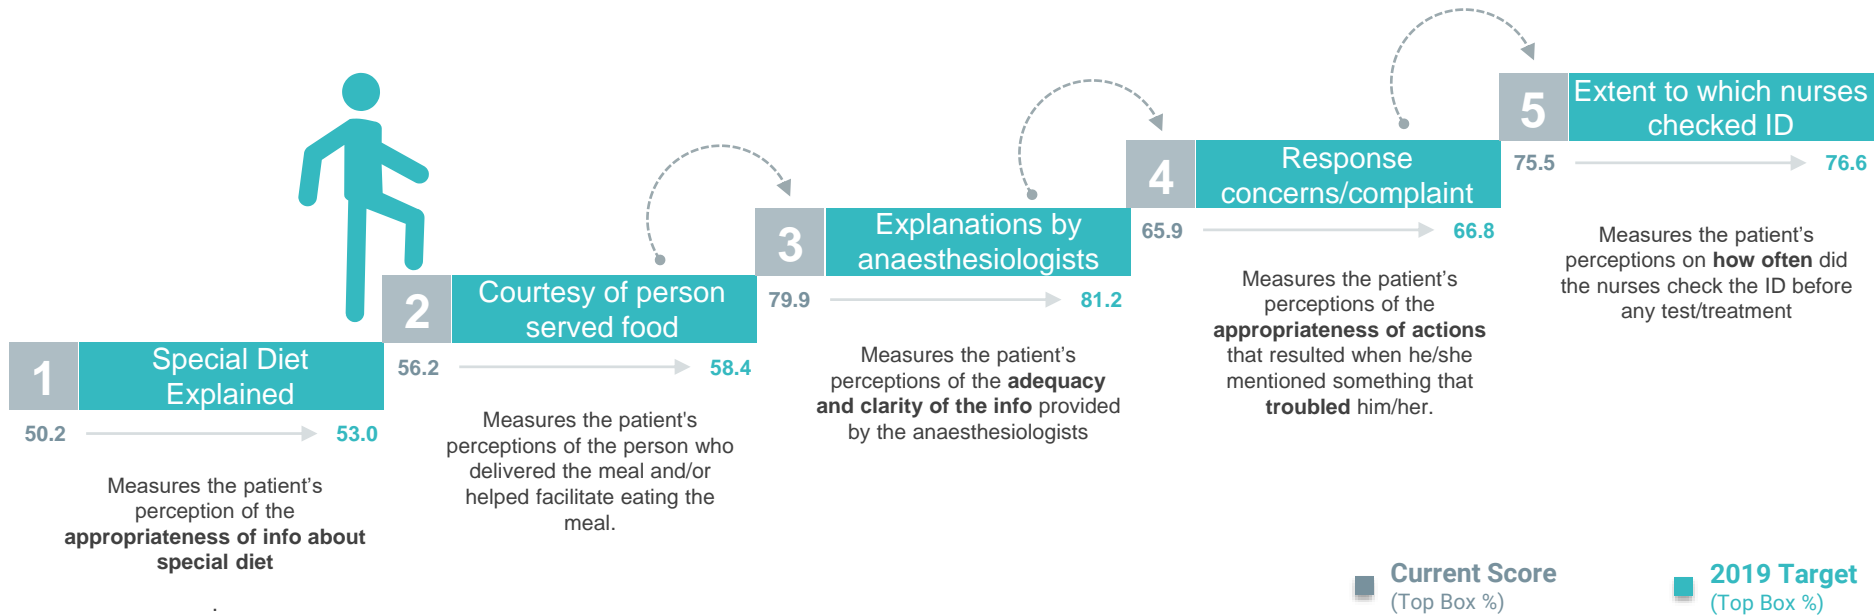 1
Special Diet
Explained
50.2
53.0
Measures the patient’s
perception of the
appropriateness of info about
special diet
.
2
Courtesy of person
served food
56.2
58.4
Measures the patient's
perceptions of the person who
delivered the meal and/or
helped facilitate eating the
meal.
3
Explanations by
anaesthesiologists
79.9
81.2
Measures the patient’s
perceptions of the adequacy
and clarity of the info provided
by the anaesthesiologists
4
Response
concerns/complaint
65.9
66.8
Measures the patient’s
perceptions of the
appropriateness of actions
that resulted when he/she
mentioned something that
troubled him/her.
5
Extent to which nurses
checked ID
75.5
76.6
Measures the patient’s
perceptions on how often did
the nurses check the ID before
any test/treatment
Current Score
(Top Box %)
2019 Target
(Top Box %)